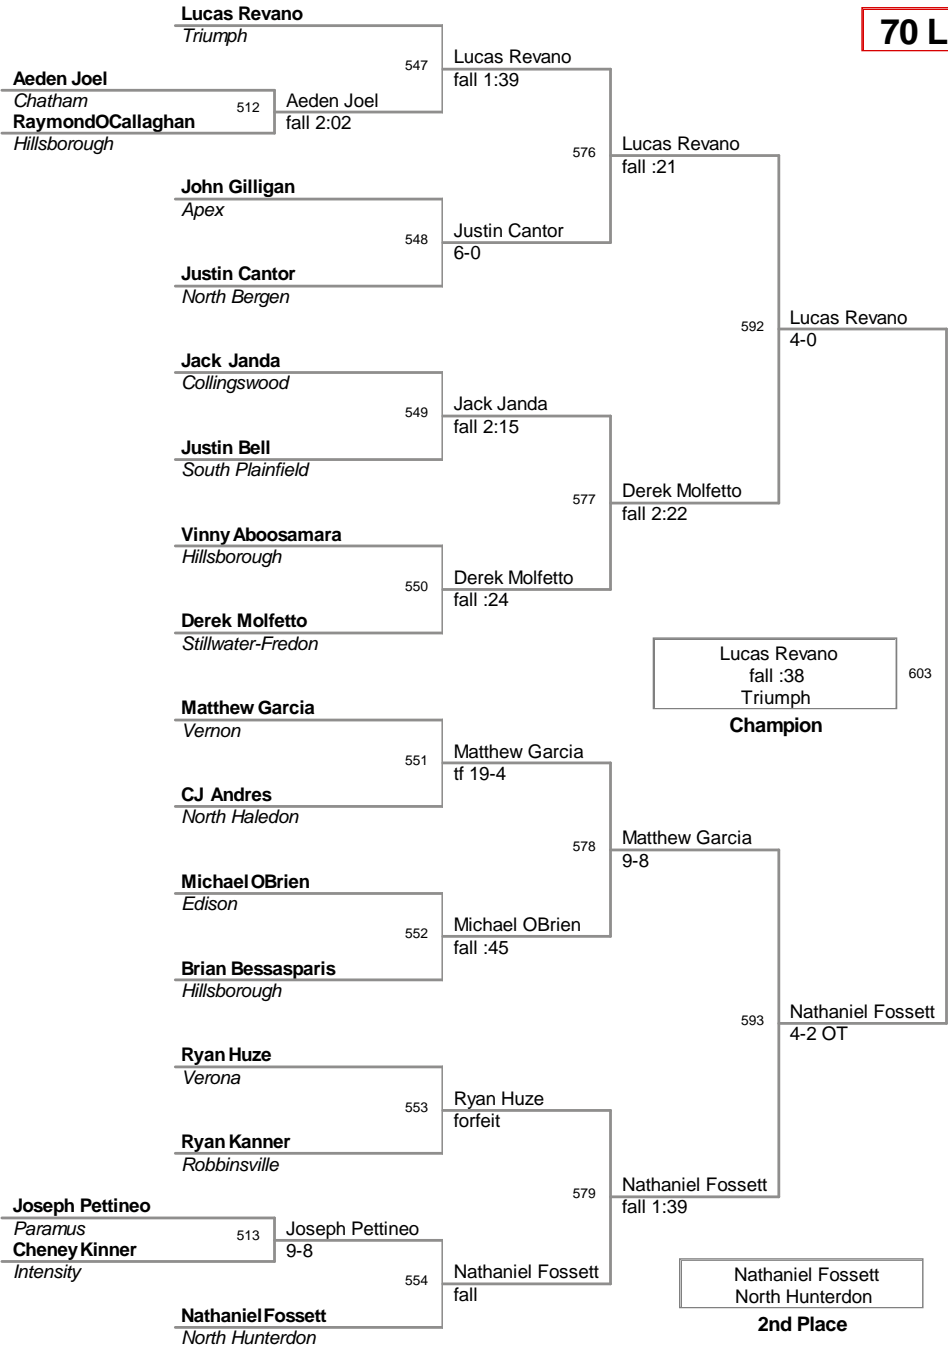 Lucas Revano
Triumph
70 L
547
Lucas Revano
fall 1:39
Aeden Joel
Chatham
512
Aeden Joel
fall 2:02
RaymondOCallaghan
Hillsborough
576
Lucas Revano
fall :21
John Gilligan
Apex
548
Justin Cantor
6-0
Justin Cantor
North Bergen
592
Lucas Revano
4-0
Jack Janda
Collingswood
549
Jack Janda
fall 2:15
Justin Bell
South Plainfield
577
Derek Molfetto
fall 2:22
Vinny Aboosamara
Hillsborough
550
Derek Molfetto
fall :24
Derek Molfetto
Stillwater-Fredon
Lucas Revano
fall :38
Triumph
603
Champion
Matthew Garcia
Vernon
551
Matthew Garcia
tf 19-4
CJ Andres
North Haledon
578
Matthew Garcia
9-8
Michael OBrien
Edison
552
Michael OBrien
fall :45
Brian Bessasparis
Hillsborough
593
Nathaniel Fossett
4-2 OT
Ryan Huze
Verona
553
Ryan Huze
forfeit
Ryan Kanner
Robbinsville
579
Nathaniel Fossett
fall 1:39
Joseph Pettineo
Paramus
513
Joseph Pettineo
9-8
Cheney Kinner
Intensity
554
Nathaniel Fossett
fall
Nathaniel Fossett
North Hunterdon
Nathaniel Fossett
North Hunterdon
2nd Place